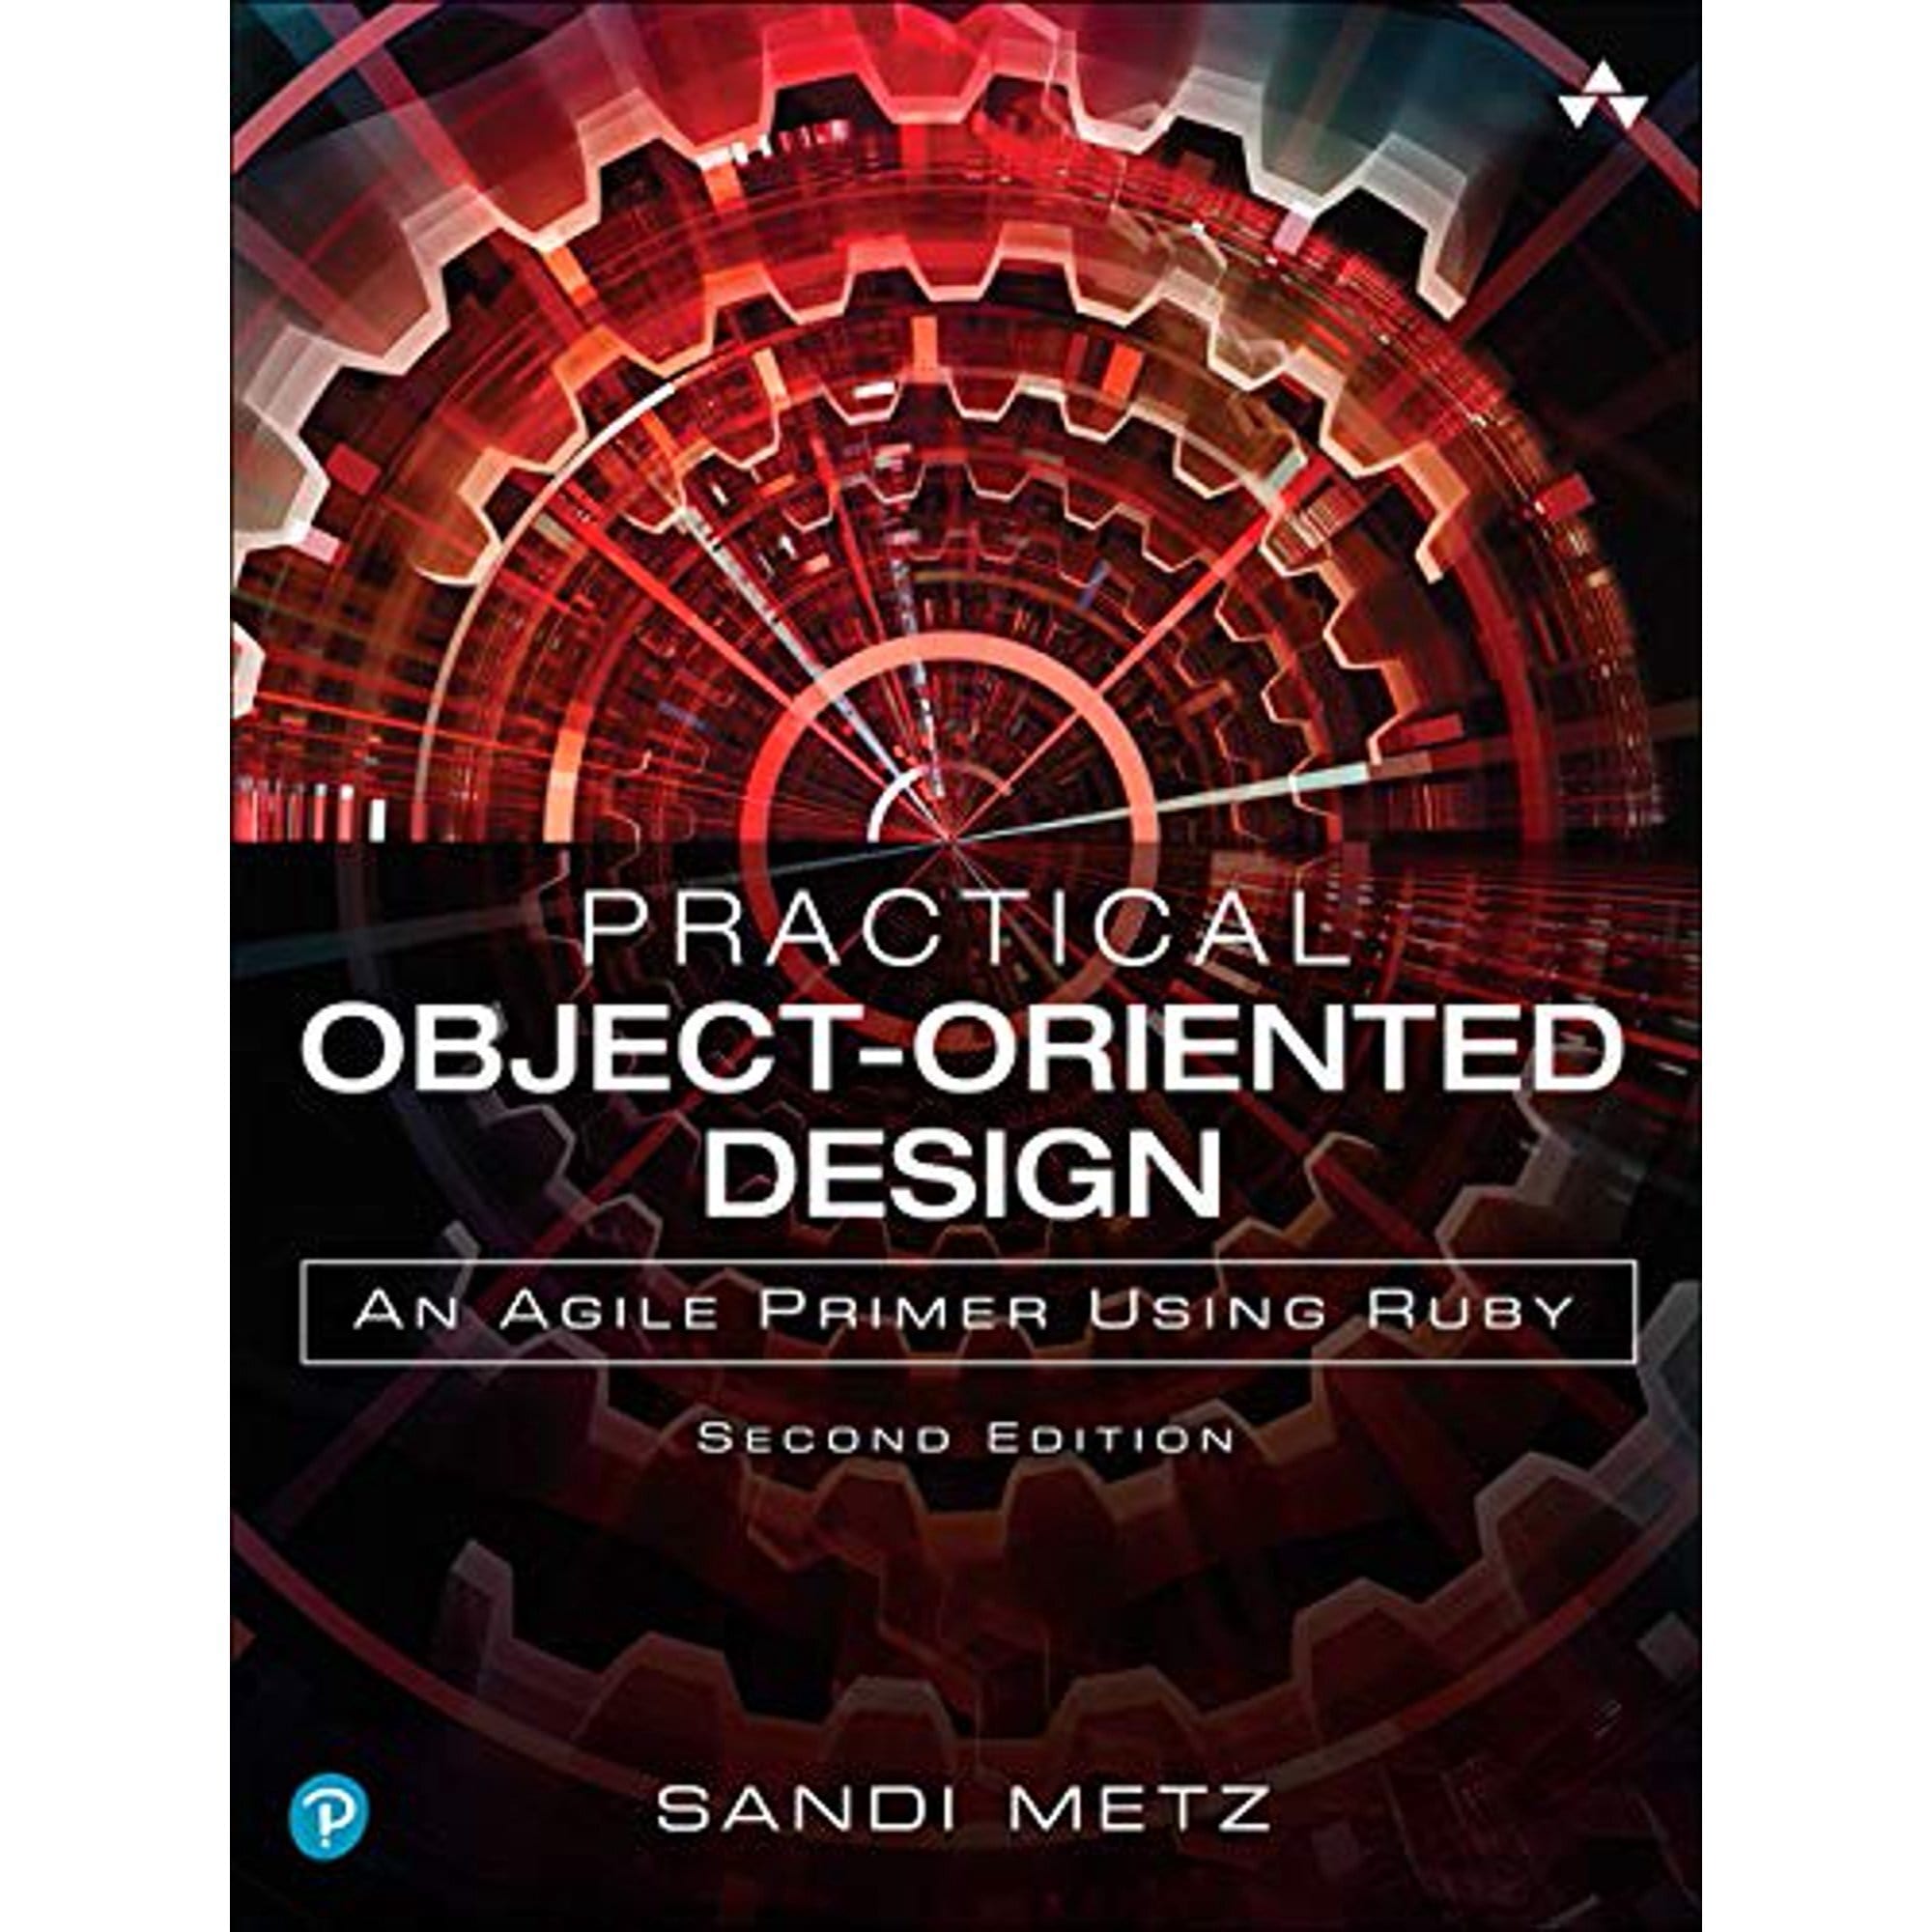 PRACTICAL
OBJECT-ORIENTED
DESIGN
AN AGILE PRIMER USING RUBY
SECOND EDITION
SANDI METZ